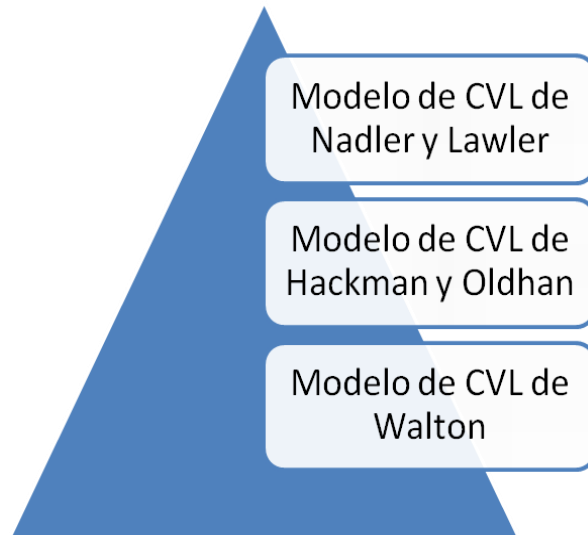 Modelo de CVL de
Nadler y Lawler
Modelo de CVL de
Hackman y Oldhan
Modelo de CVL de
Walton